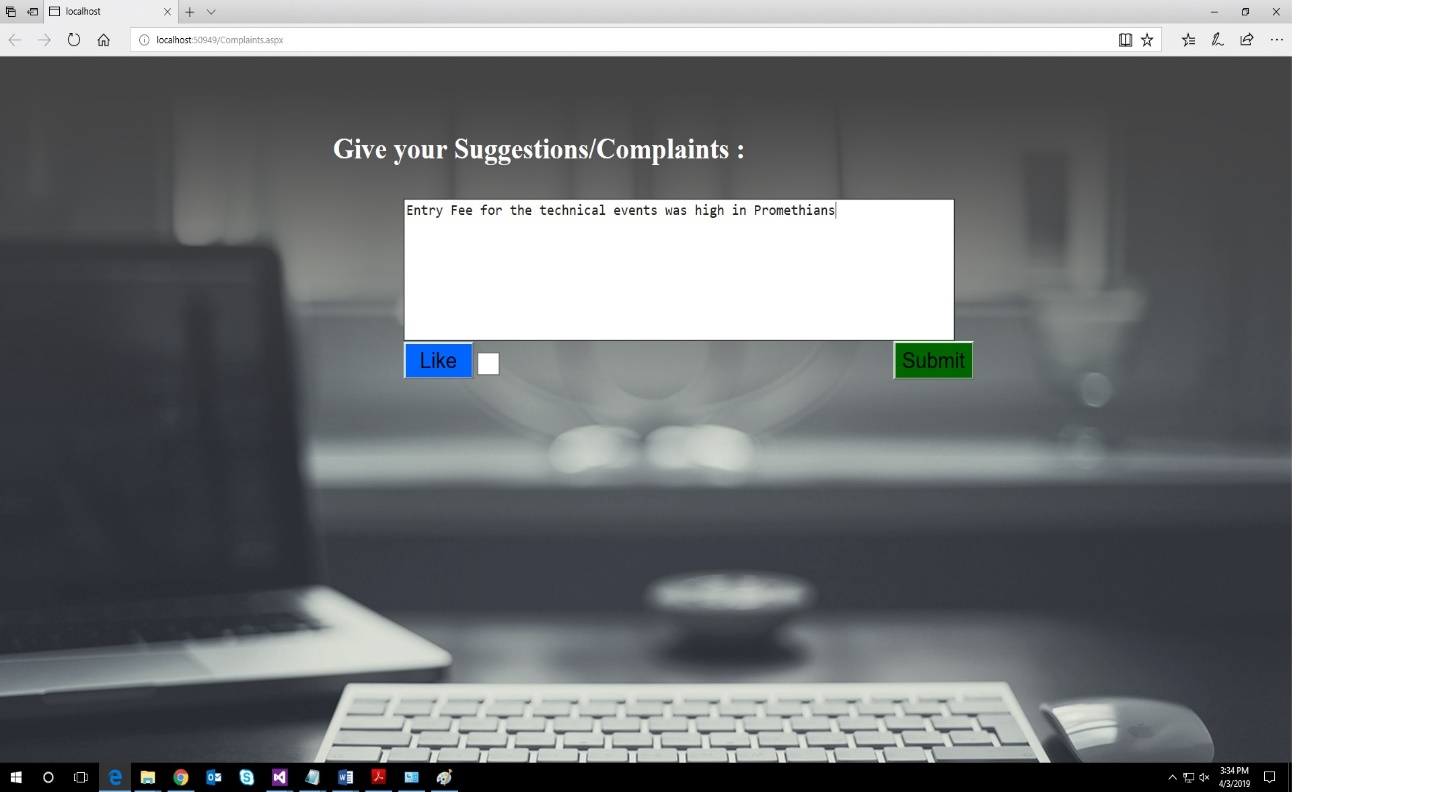 localhost
localhost:50949/Complaints.aspx
Give your Suggestions/Complaints :
Entry Fee for the technical events was high in Promethians
Like
Submit
3:34 PM
4/3/2019